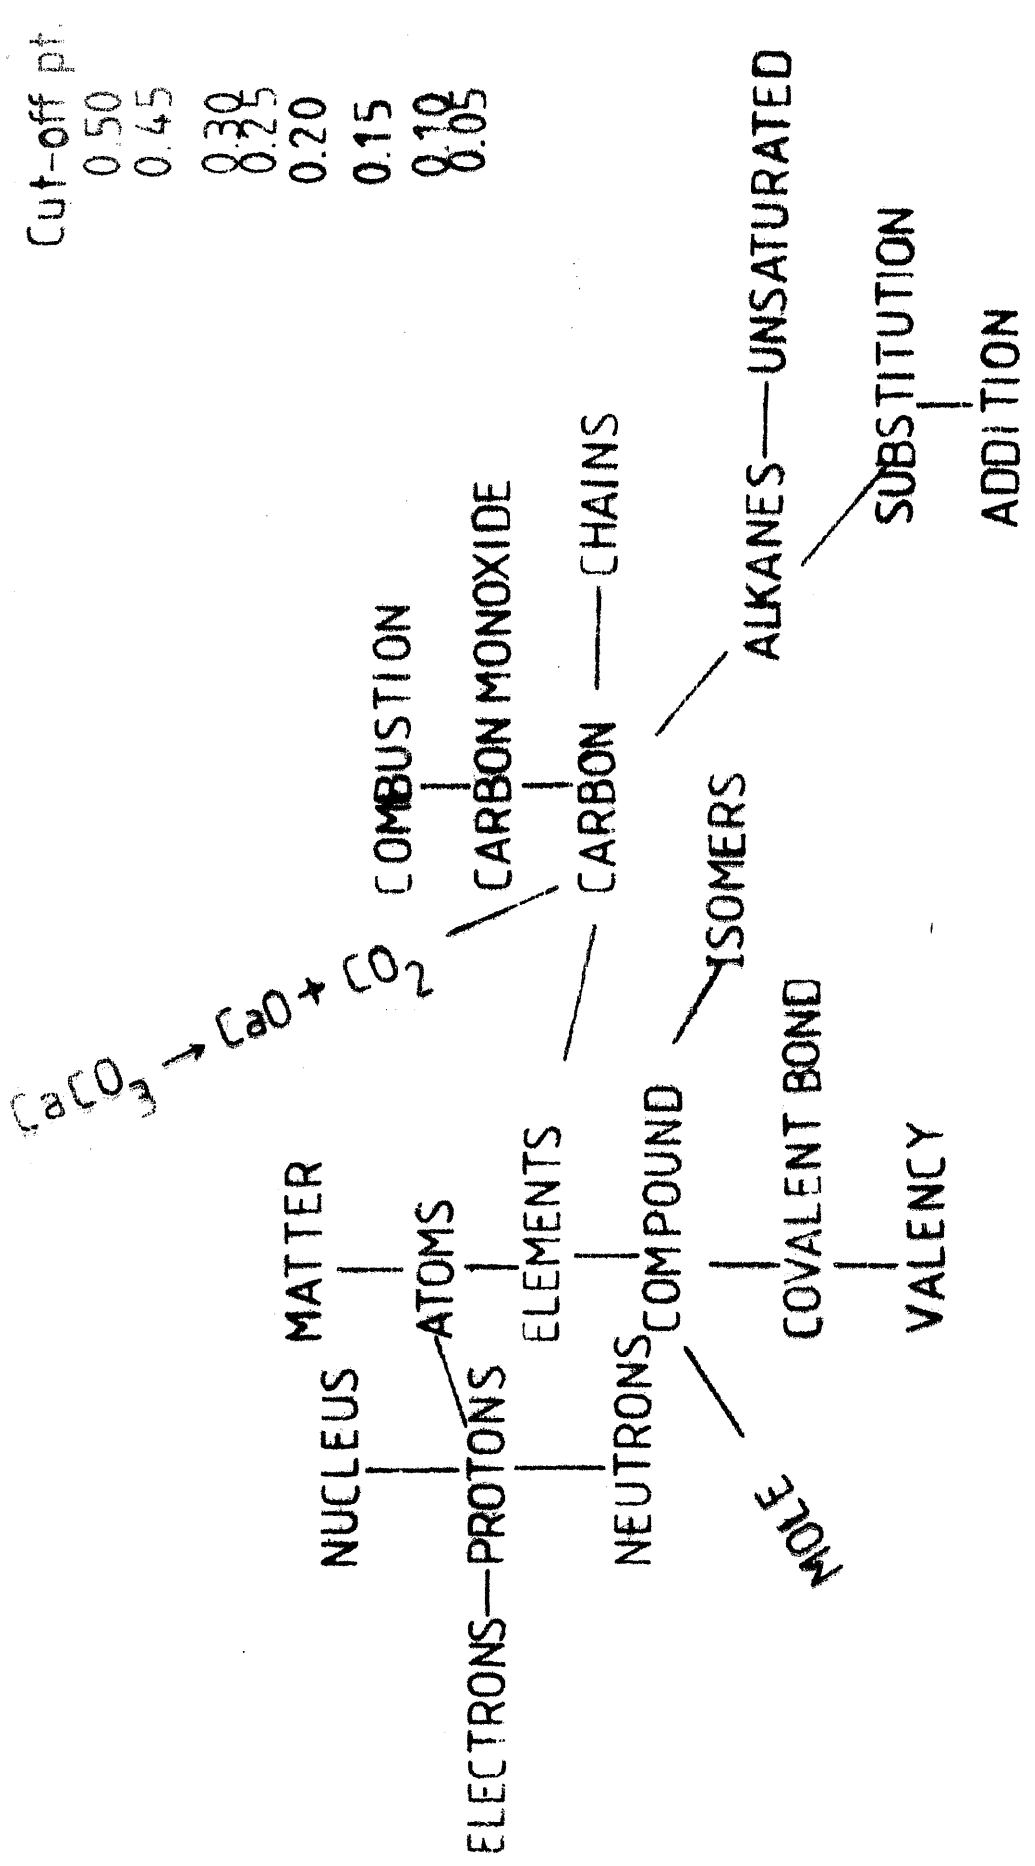 Cut-off pt.
0.50
0.45
0.30
0.25
0.20
0.15
0.10
0.05
CaCO₃ → CaO + CO₂
MATTER
NUCLEUS
COMBUSTION
ATOMS
CARBON MONOXIDE
ELECTRONS—PROTONS
ELEMENTS
CARBON — CHAINS
NEUTRONS
COMPOUND
ISOMERS
ALKANES—UNSATURATED
MOLE
COVALENT BOND
SUBSTITUTION
VALENCY
ADDITION